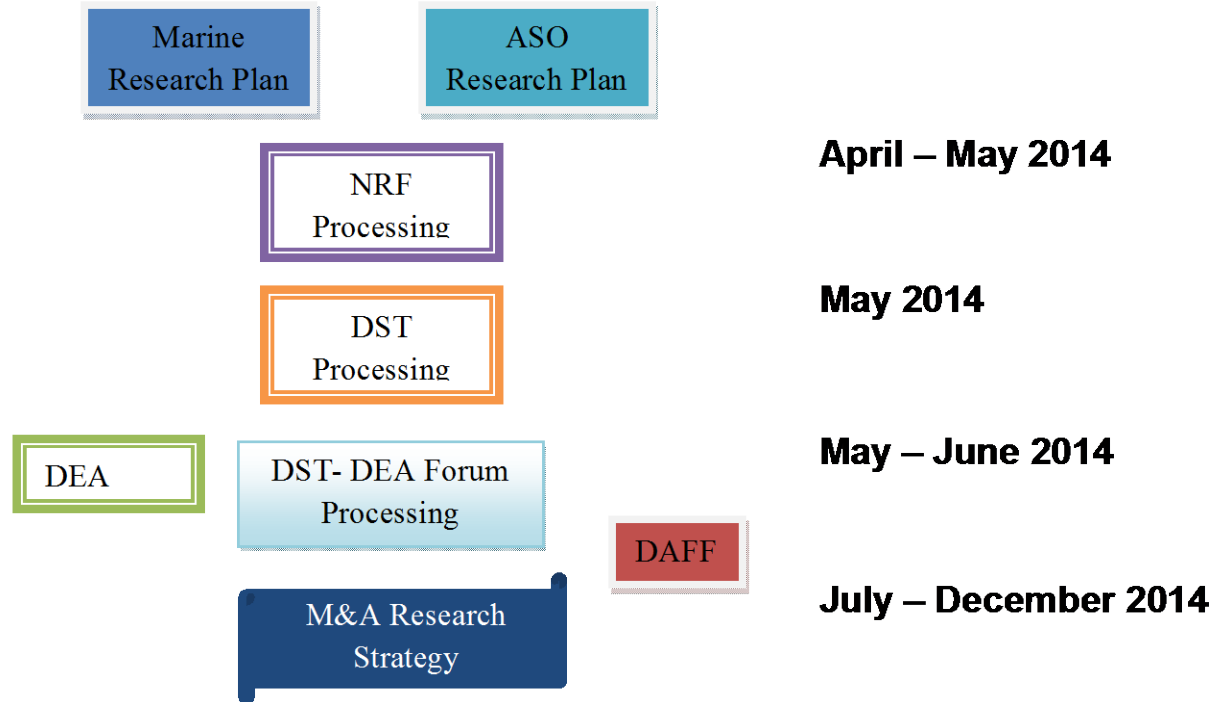 Marine
Research Plan
ASO
Research Plan
April – May 2014
NRF
Processing
May 2014
DST
Processing
May – June 2014
DEA
DST- DEA Forum
Processing
DAFF
July – December 2014
M&A Research
Strategy